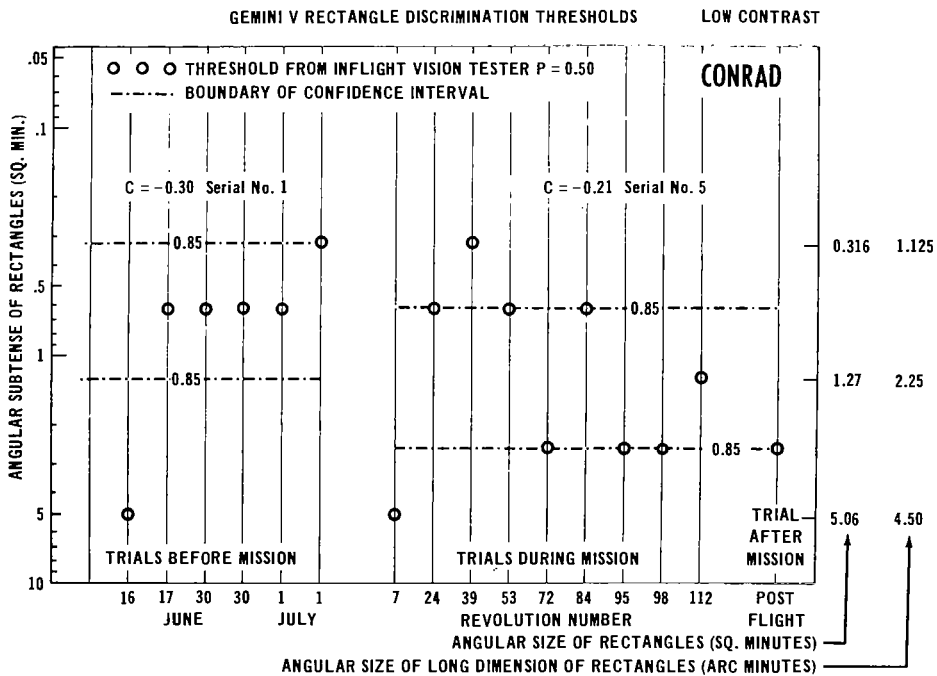 GEMINI V RECTANGLE DISCRIMINATION THRESHOLDS LOW CONTRAST
O O O THRESHOLD FROM INFLIGHT VISION TESTER P = 0.50
BOUNDARY OF CONFIDENCE INTERVAL
CONRAD
ANGULAR SUBTENSE OF RECTANGLES (SQ. MIN.)
.05
.1
.5
1
5
10
C = -0.30 Serial No. 1
C = -0.21 Serial No. 5
0.85
0.85
0.85
0.85
0.316 1.125
1.27 2.25
5.06 4.50
TRIAL
AFTER
MISSION
TRIALS BEFORE MISSION
TRIALS DURING MISSION
16 17 30 30 1 1 7 24 39 53 72 84 95 98 112 POST
JUNE JULY REVOLUTION NUMBER FLIGHT
ANGULAR SIZE OF RECTANGLES (SQ. MINUTES)
ANGULAR SIZE OF LONG DIMENSION OF RECTANGLES (ARC MINUTES)